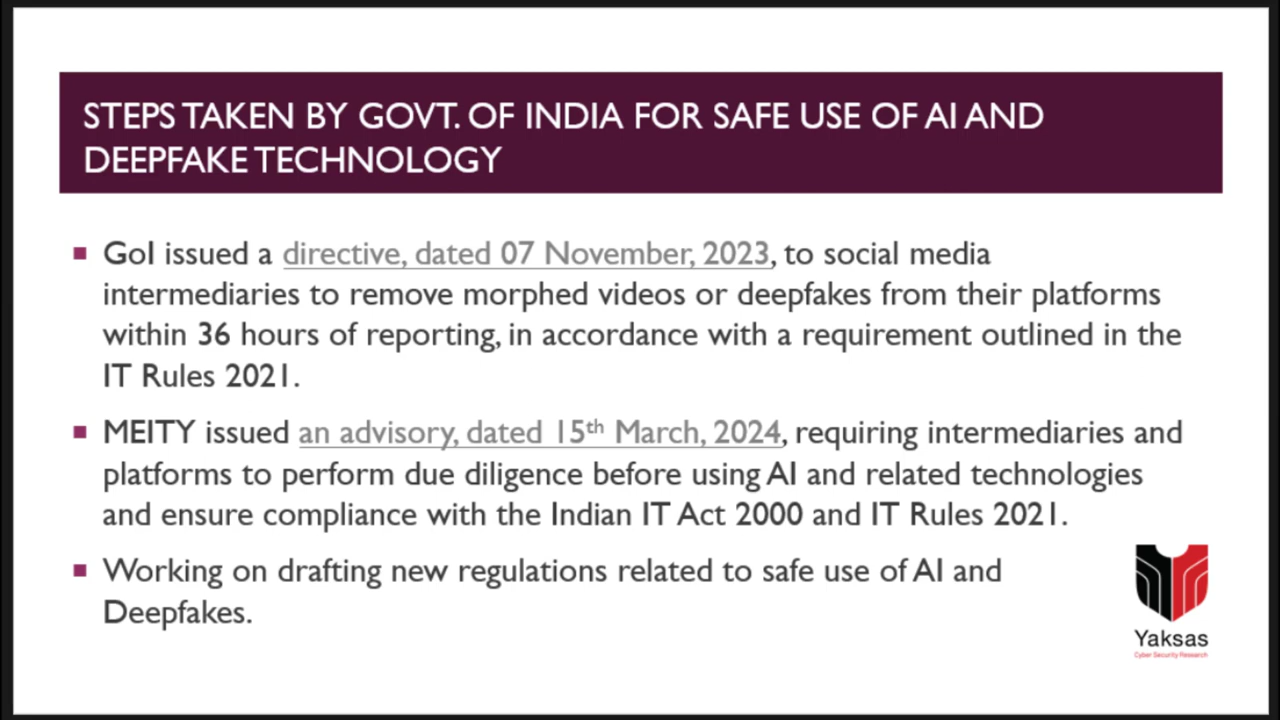 STEPS TAKEN BY GOVT. OF INDIA FOR SAFE USE OF AI AND
DEEPFAKE TECHNOLOGY
▪ GoI issued a directive, dated 07 November, 2023, to social media
intermediaries to remove morphed videos or deepfakes from their platforms
within 36 hours of reporting, in accordance with a requirement outlined in the
IT Rules 2021.
▪ MEITY issued an advisory, dated 15th March, 2024, requiring intermediaries and
platforms to perform due diligence before using AI and related technologies
and ensure compliance with the Indian IT Act 2000 and IT Rules 2021.
▪ Working on drafting new regulations related to safe use of AI and
Deepfakes.
Yaksas
Cyber Security Research